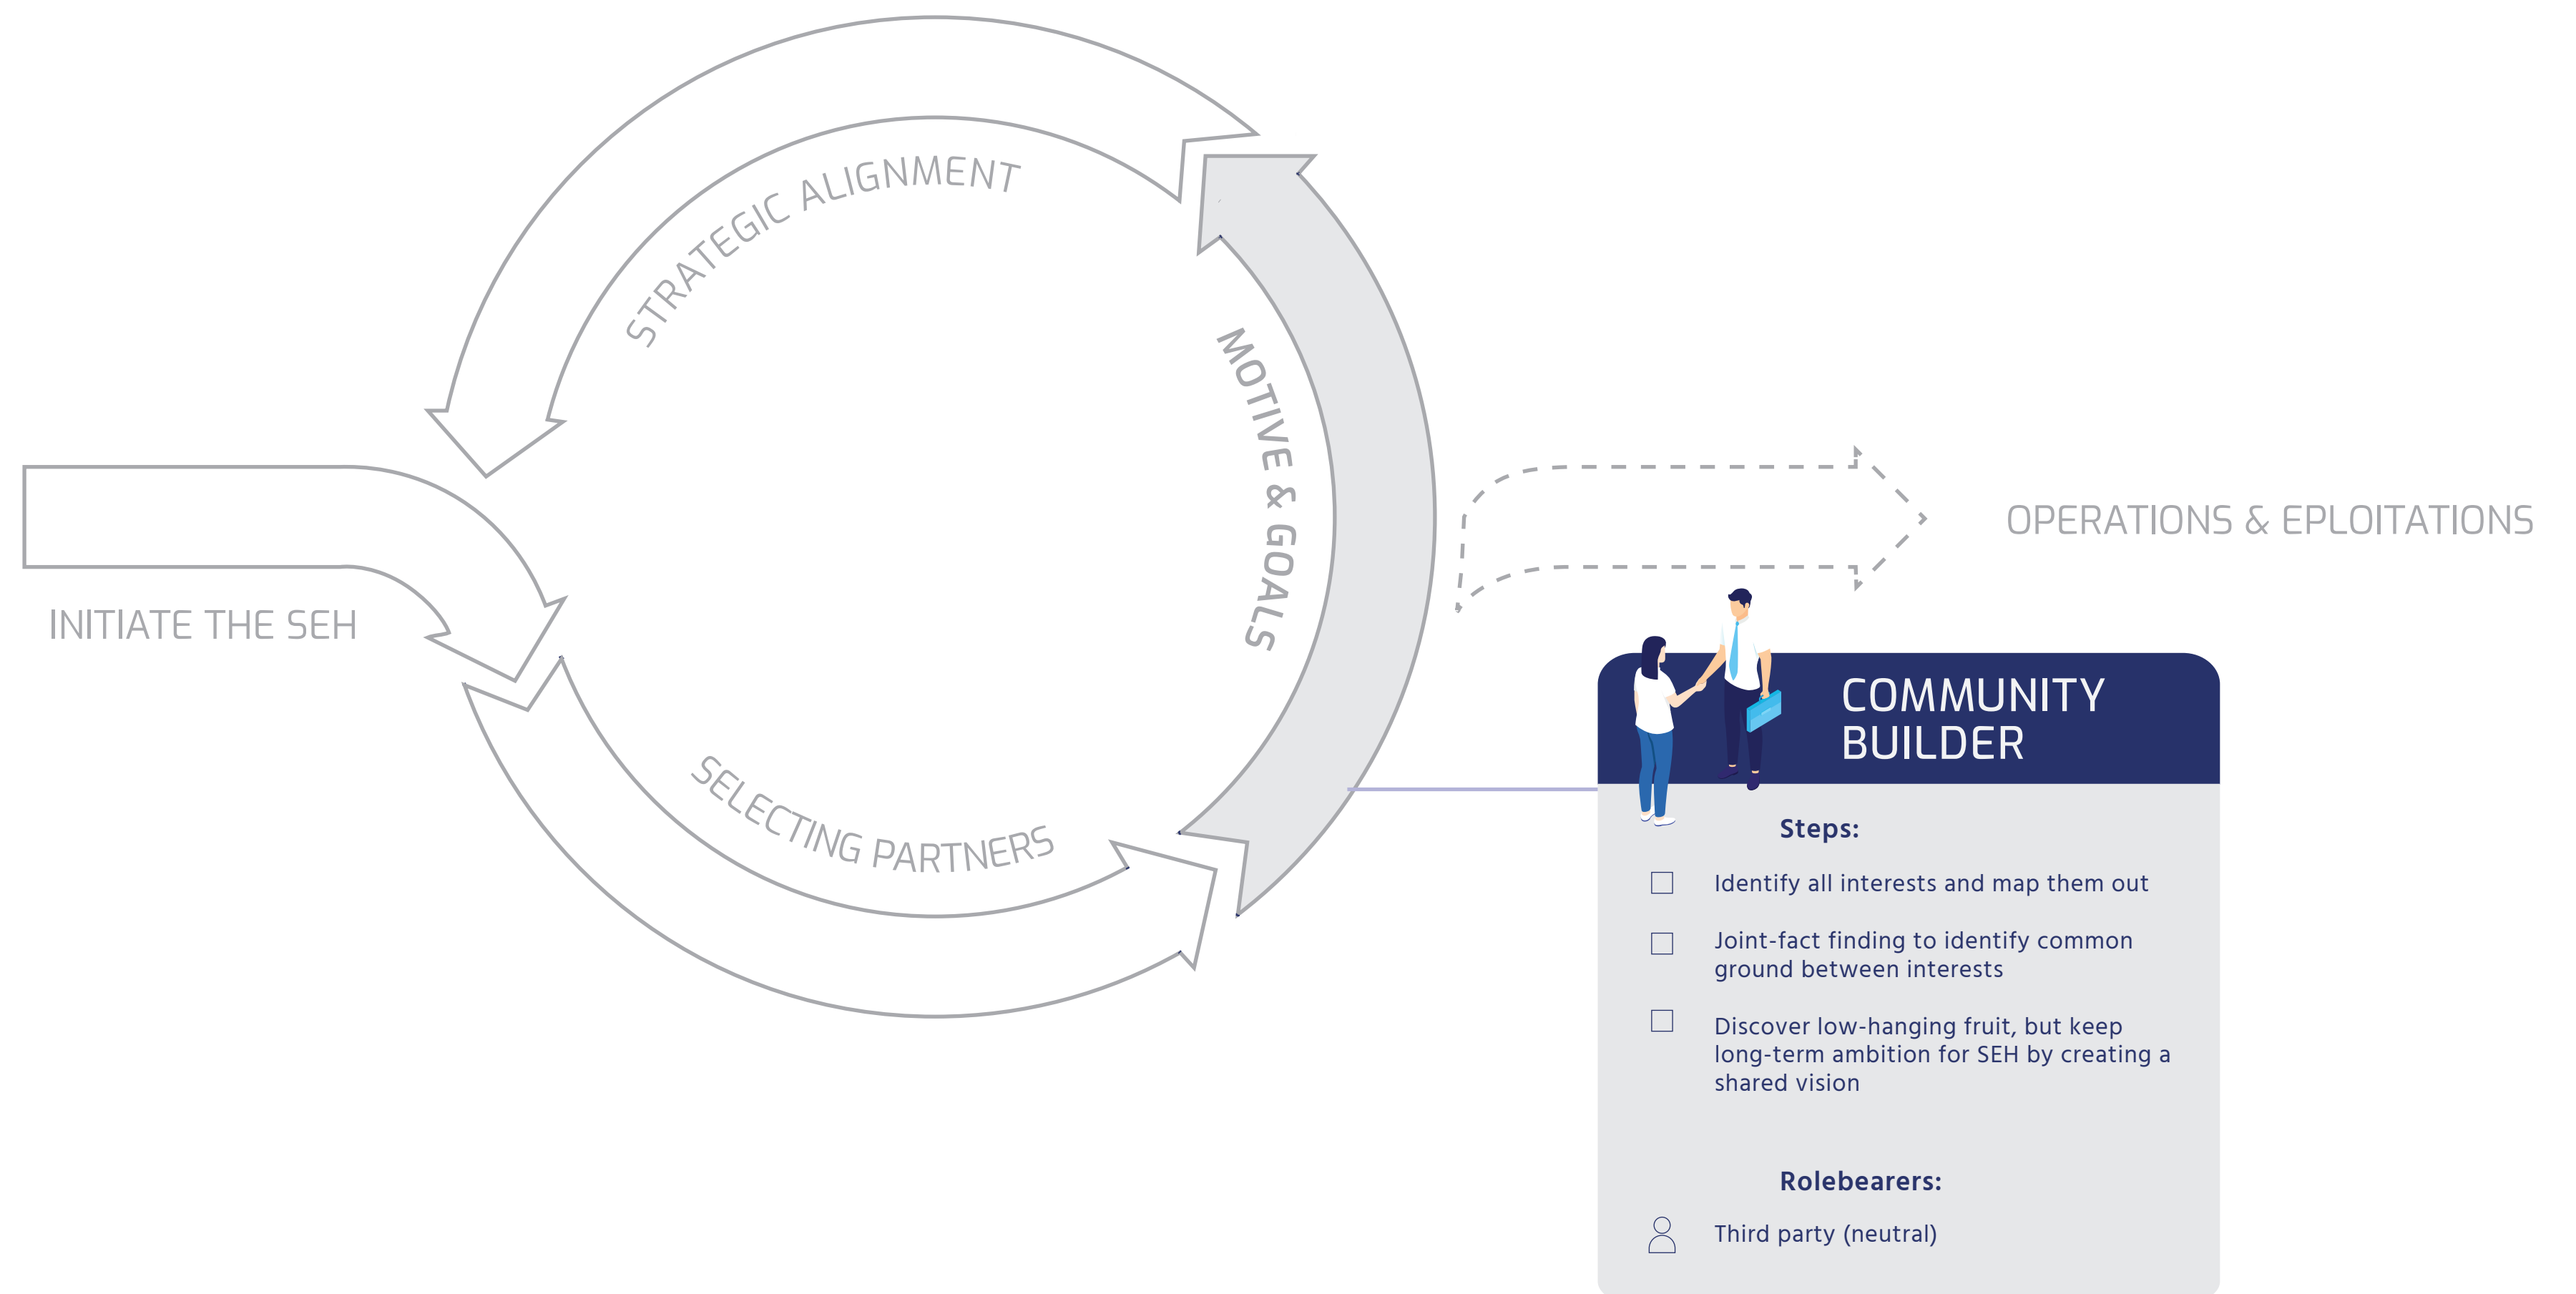 STRATEGIC ALIGNMENT
MOTIVE & GOALS
OPERATIONS & EPLOITATIONS
INITIATE THE SEH
SELECTING PARTNERS
COMMUNITY
BUILDER
Steps:
Identify all interests and map them out
Joint-fact finding to identify common
ground between interests
Discover low-hanging fruit, but keep
long-term ambition for SEH by creating a
shared vision
Rolebearers:
Third party (neutral)